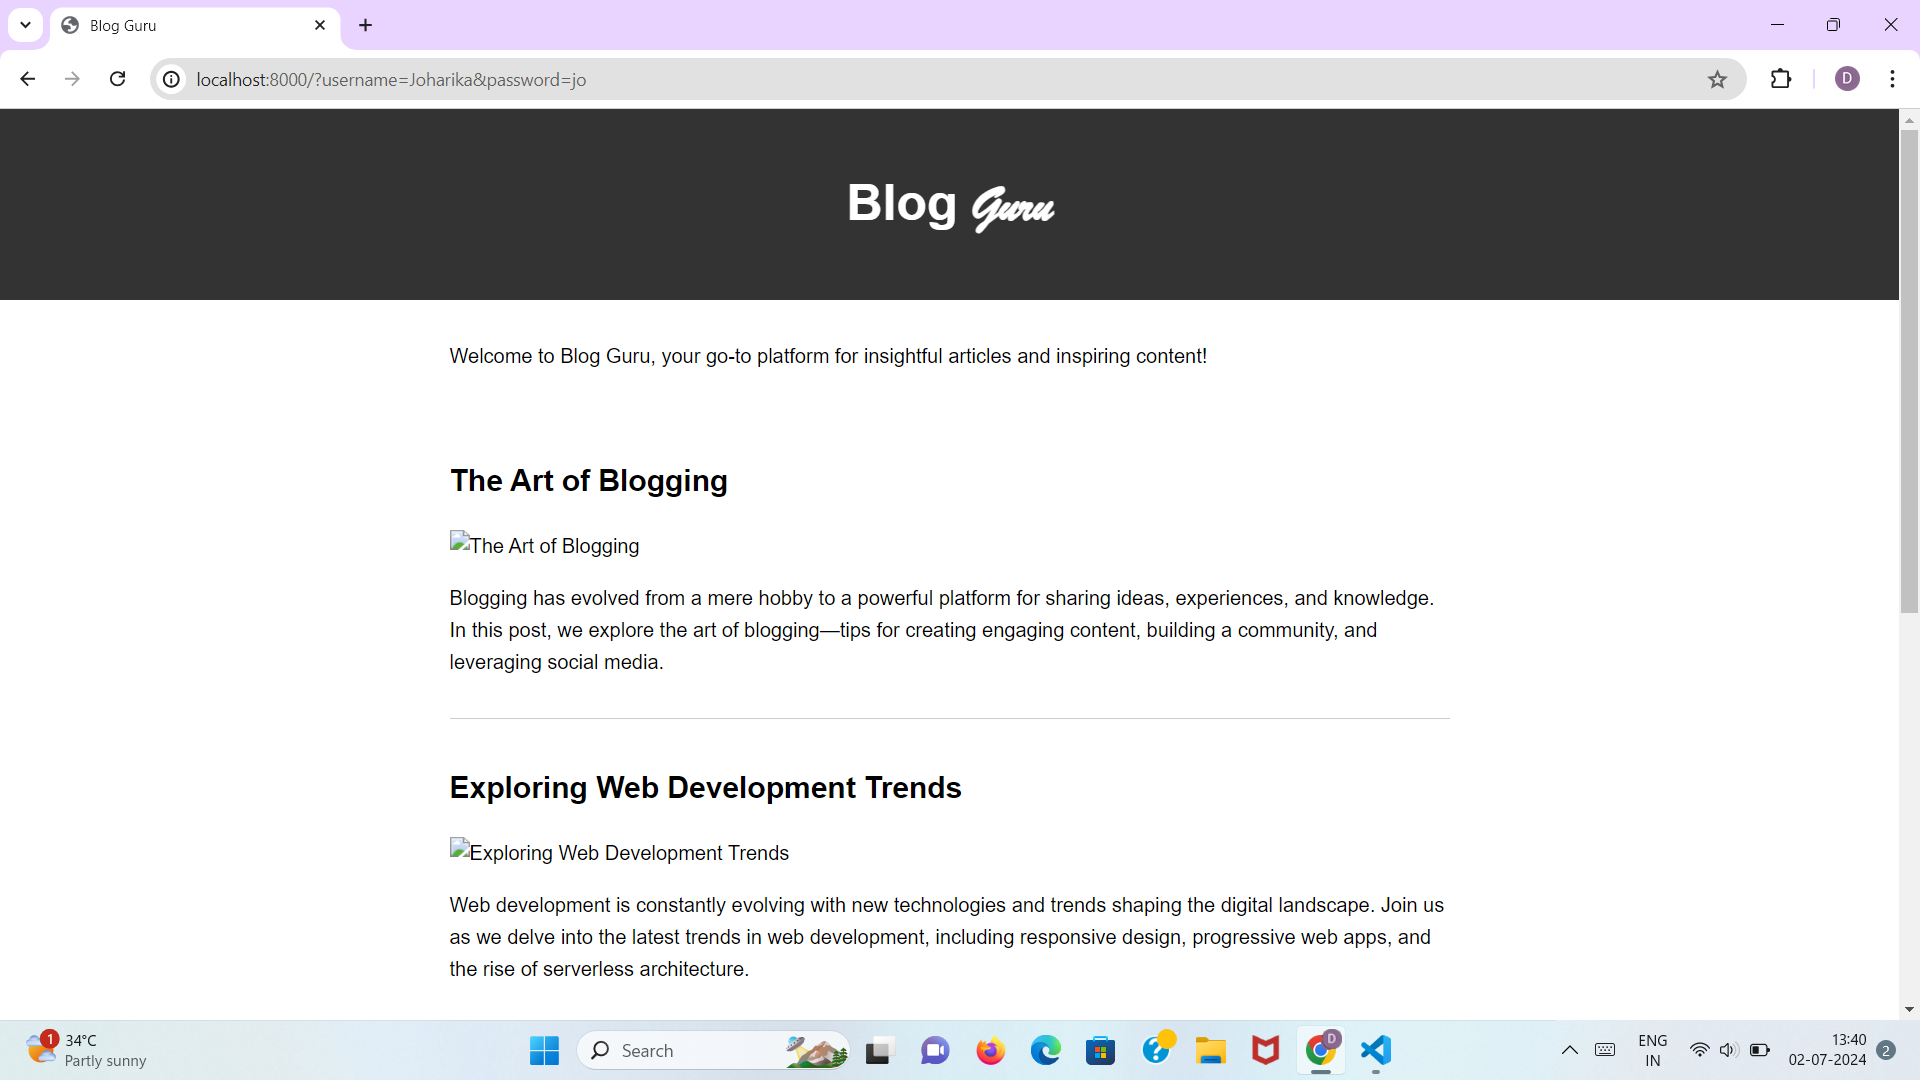 Blog Guru
localhost:8000/?username=Joharika&password=jo
D
Blog Guru
Welcome to Blog Guru, your go-to platform for insightful articles and inspiring content!
The Art of Blogging
The Art of Blogging
Blogging has evolved from a mere hobby to a powerful platform for sharing ideas, experiences, and knowledge.
In this post, we explore the art of blogging—tips for creating engaging content, building a community, and
leveraging social media.
Exploring Web Development Trends
Exploring Web Development Trends
Web development is constantly evolving with new technologies and trends shaping the digital landscape. Join us
as we delve into the latest trends in web development, including responsive design, progressive web apps, and
the rise of serverless architecture.
1
34°C
Partly sunny
Search
D
ENG
IN
13:40
02-07-2024
2